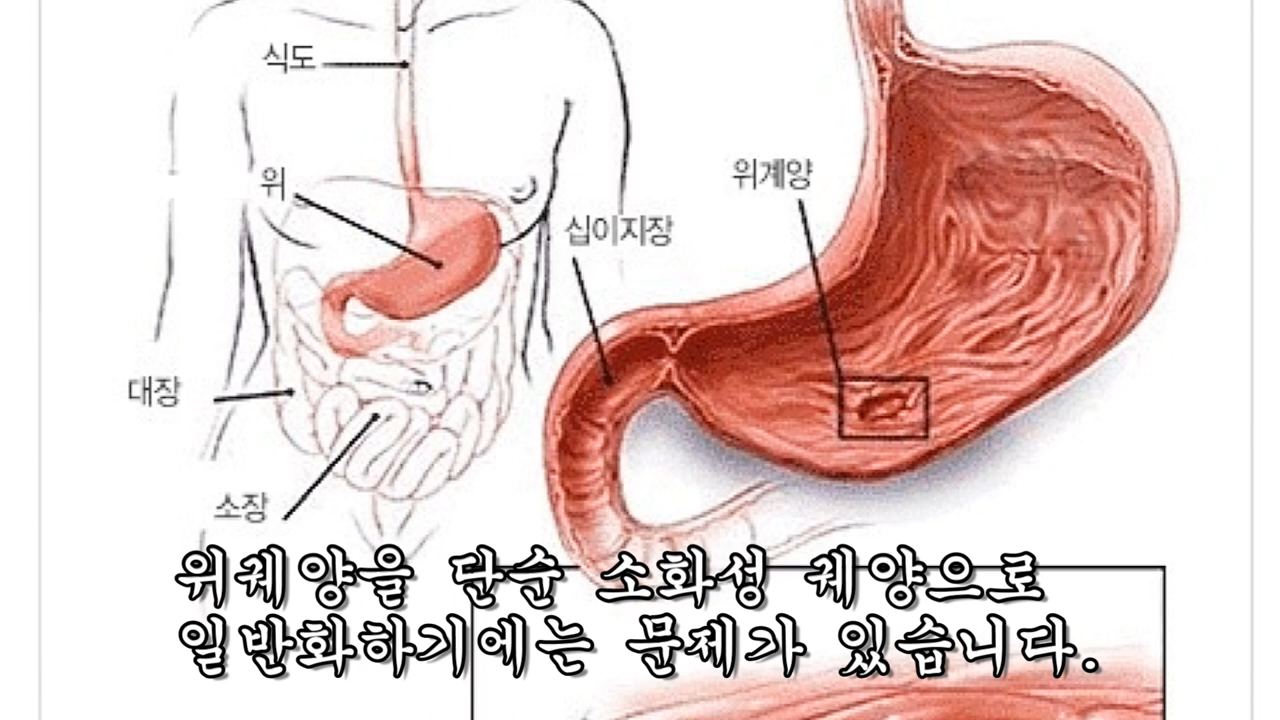 식도
위
위계양
십이지장
대장
소장
위궤양을 단순 소화성 궤양으로
일반화하기에는 문제가 있습니다.